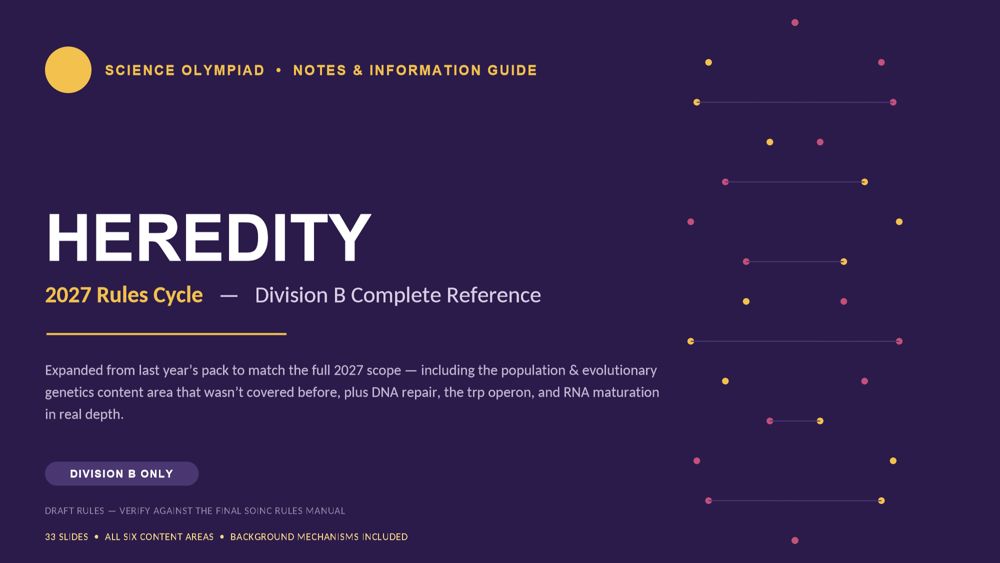 SCIENCE OLYMPIAD • NOTES & INFORMATION GUIDE
HEREDITY
2027 Rules Cycle — Division B Complete Reference
Expanded from last year’s pack to match the full 2027 scope — including the population & evolutionary
genetics content area that wasn’t covered before, plus DNA repair, the trp operon, and RNA maturation
in real depth.
DIVISION B ONLY
DRAFT RULES — VERIFY AGAINST THE FINAL SOINC RULES MANUAL
33 SLIDES • ALL SIX CONTENT AREAS • BACKGROUND MECHANISMS INCLUDED